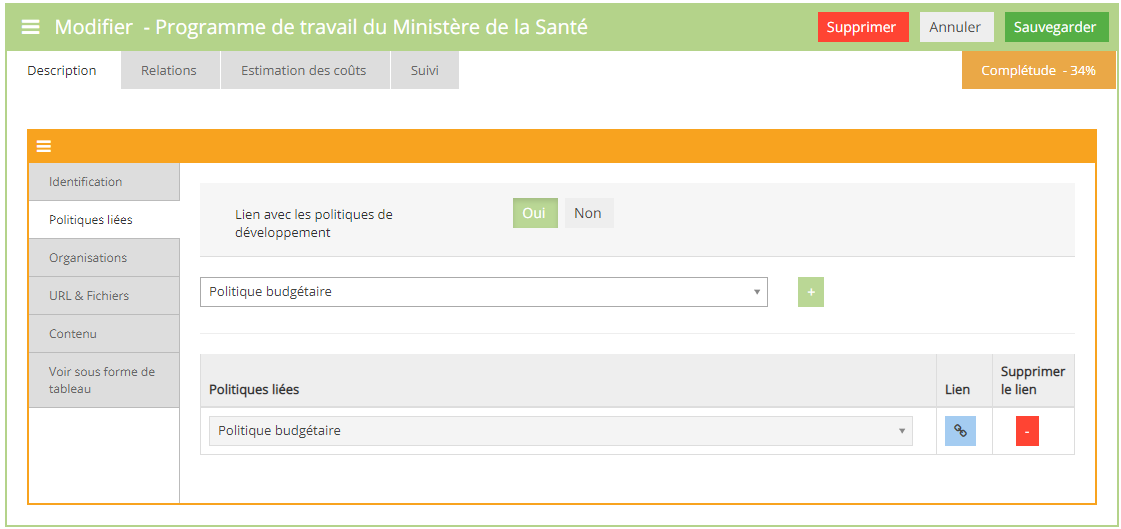 Modifier - Programme de travail du Ministère de la Santé
Supprimer
Annuler
Sauvegarder
Description
Relations
Estimation des coûts
Suivi
Complétude - 34%
Identification
Politiques liées
Organisations
URL & Fichiers
Contenu
Voir sous forme de
tableau
Lien avec les politiques de
développement
Oui
Non
Politique budgétaire
+
Politiques liées
Lien
Supprimer
le lien
Politique budgétaire
-